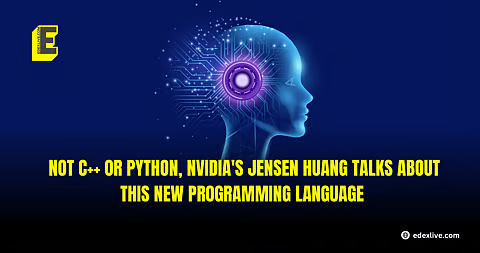 E
NOT C++ OR PYTHON, NVIDIA'S JENSEN HUANG TALKS ABOUT
THIS NEW PROGRAMMING LANGUAGE
edexlive.com